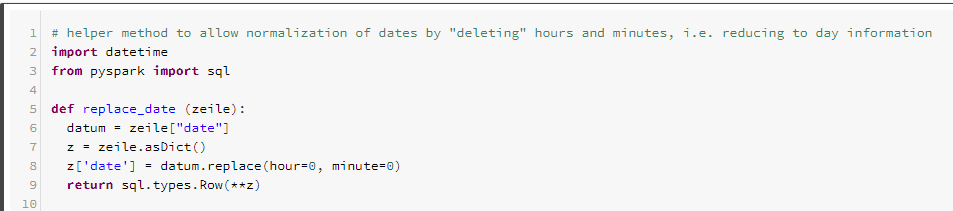 1 # helper method to allow normalization of dates by "deleting" hours and minutes, i.e. reducing to day information
2 import datetime
3 from pyspark import sql
4
5 def replace_date (zeile):
6   datum = zeile["date"]
7   z = zeile.asDict()
8   z['date'] = datum.replace(hour=0, minute=0)
9   return sql.types.Row(**z)
10